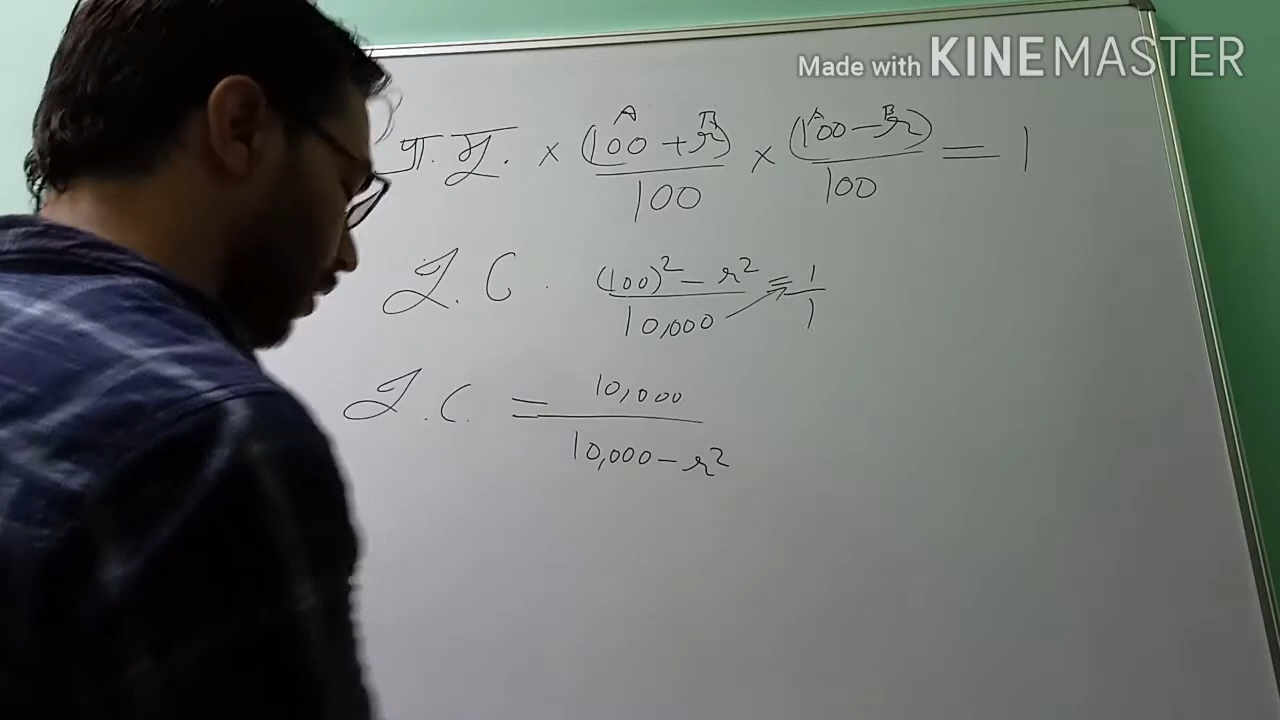 Made with KINEMASTER
प्रा. मू. × (100 + r)/100 × (100 − r)/100 = 1
A B A B
I. C. (100)² − r² / 10,000 = 1/1
I. C. = 10,000 / 10,000 − r²